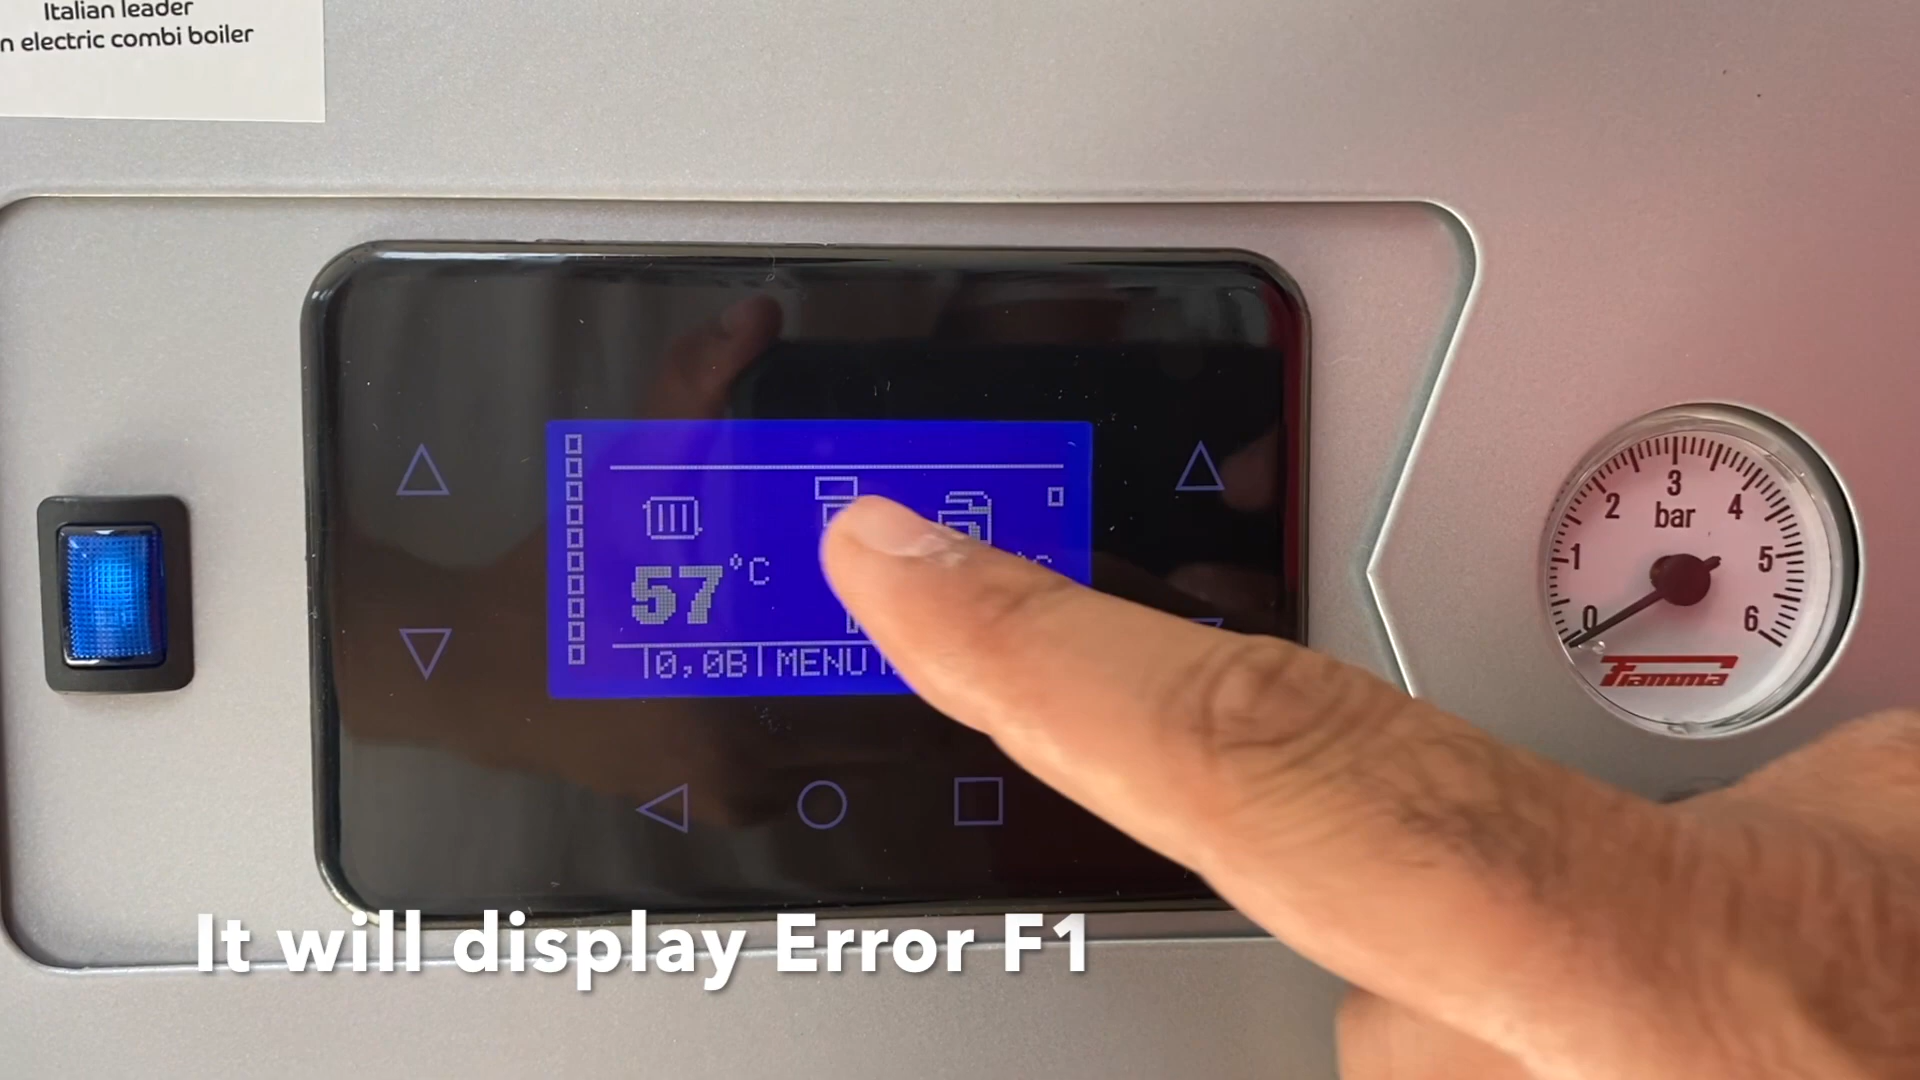 Italian leader
n electric combi boiler
57 °C
0,0B MENU
0
1
2
3
4
5
6
bar
Fiamma
It will display Error F1